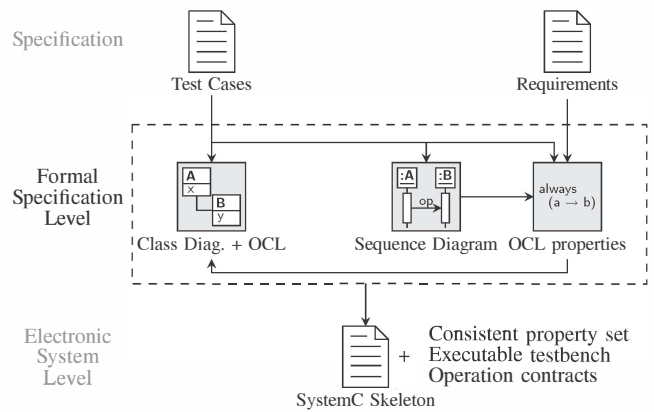 Specification
Test Cases
Requirements
Formal
Specification
Level
A
x
B
y
:A
:B
op
always
(a → b)
Class Diag. + OCL
Sequence Diagram
OCL properties
Electronic
System
Level
+
Consistent property set
Executable testbench
Operation contracts
SystemC Skeleton